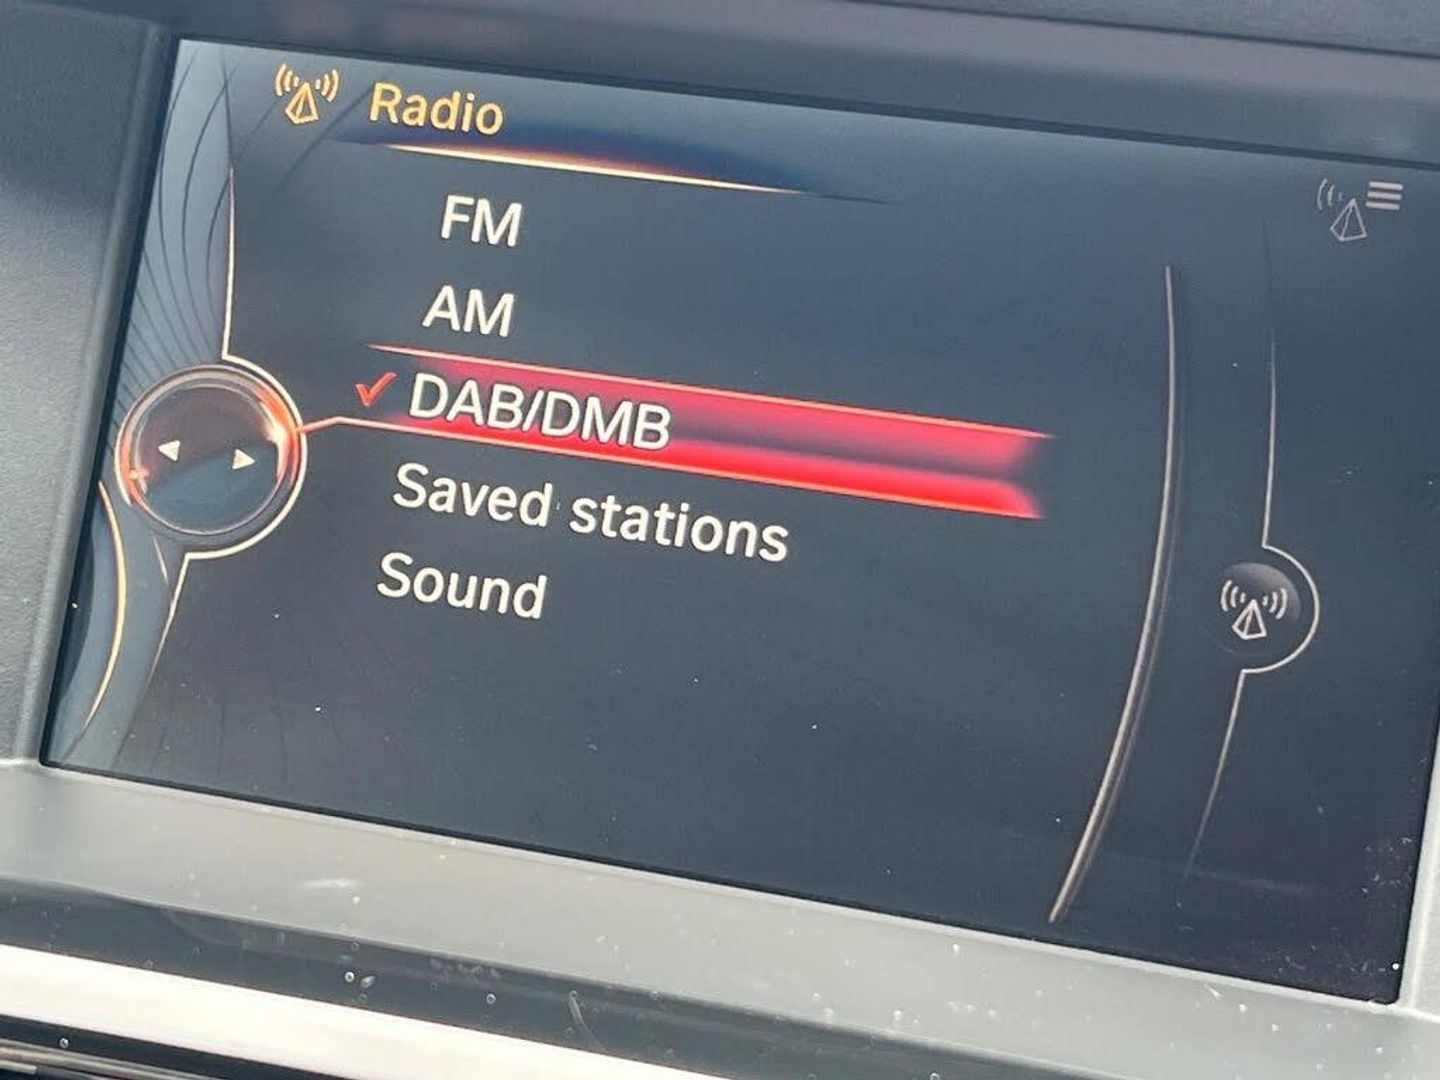 Radio
FM
AM
DAB/DMB
Saved stations
Sound